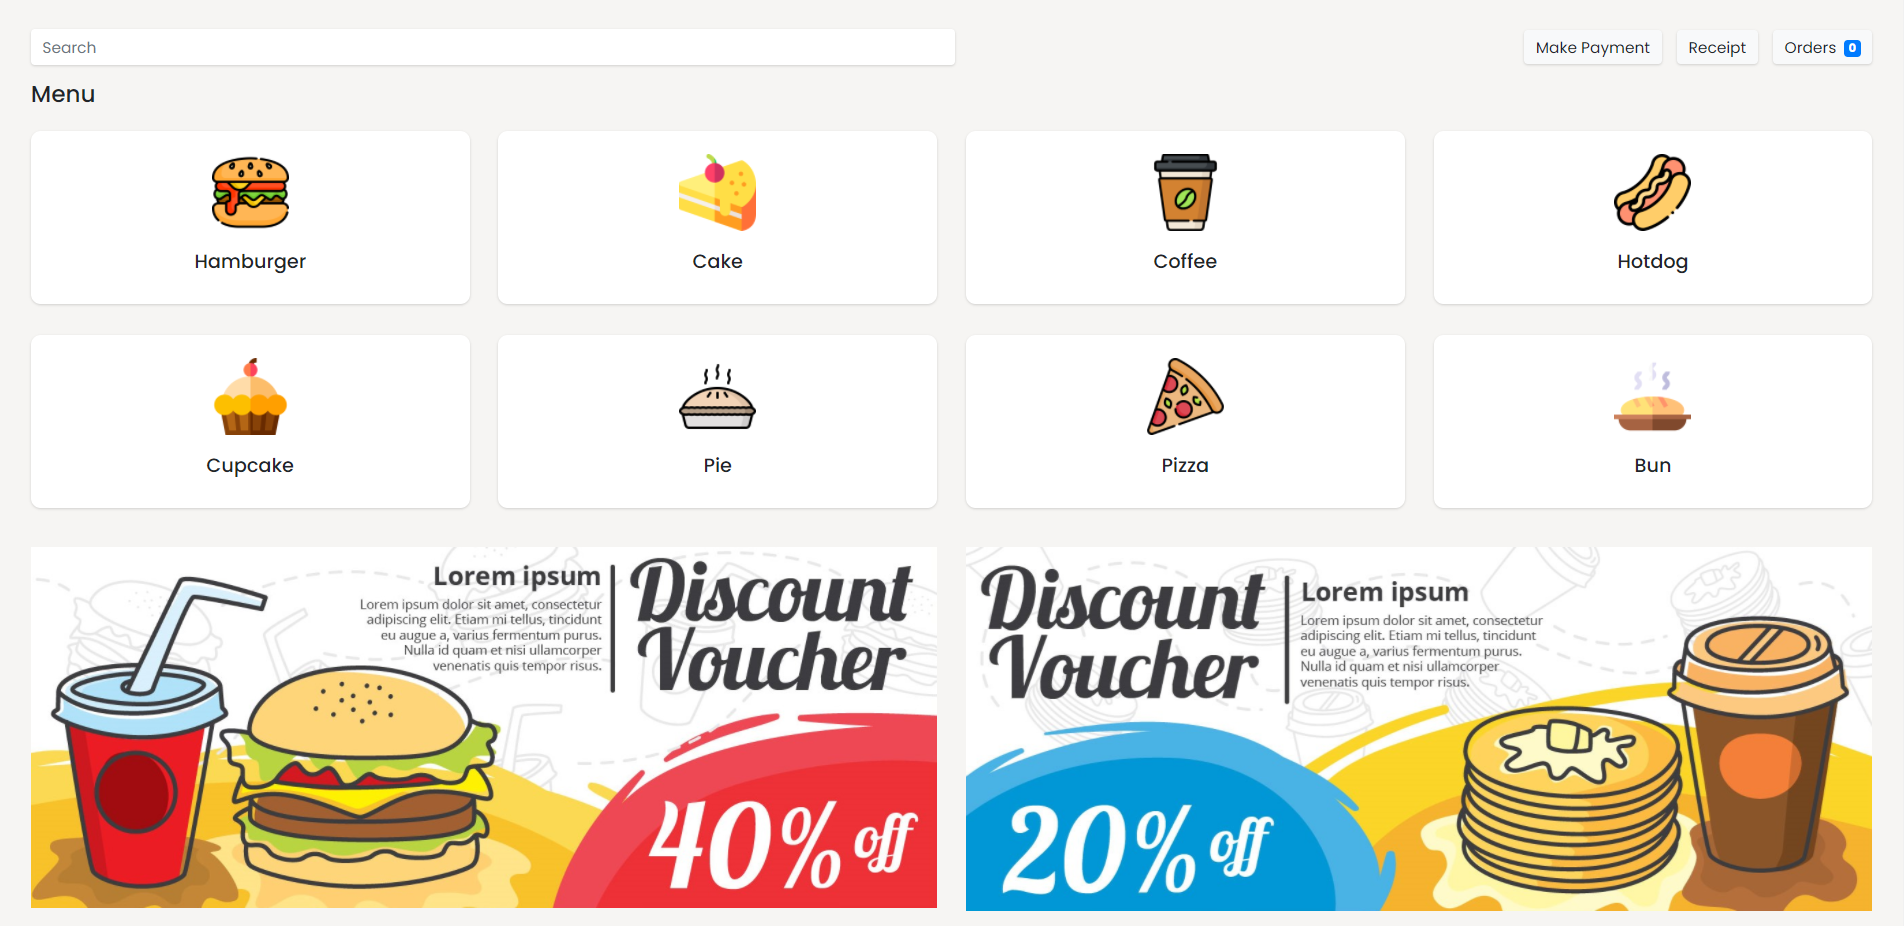 Search
Make Payment
Receipt
Orders 0
Menu
Hamburger
Cake
Coffee
Hotdog
Cupcake
Pie
Pizza
Bun
Lorem ipsum
Lorem ipsum dolor sit amet, consectetur
adipiscing elit. Etiam mi tellus, tincidunt
eu augue a, varius fermentum purus.
Nulla id quam et nisi ullamcorper
venenatis quis tempor risus.
Discount
Voucher
40% off
Discount
Voucher
Lorem ipsum
Lorem ipsum dolor sit amet, consectetur
adipiscing elit. Etiam mi tellus, tincidunt
eu augue a, varius fermentum purus.
Nulla id quam et nisi ullamcorper
venenatis quis tempor risus.
20% off